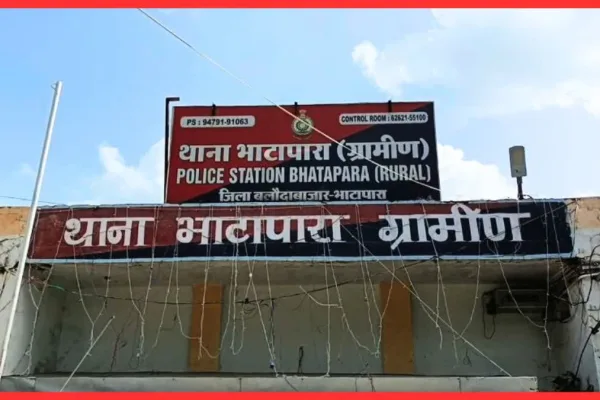 PS : 94791-91063
CONTROL ROOM : 62621-55100
थाना भाटापारा (ग्रामीण)
POLICE STATION BHATAPARA (RURAL)
जिला बलौदाबाजार-भाटापारा
थाना भाटापारा ग्रामीण